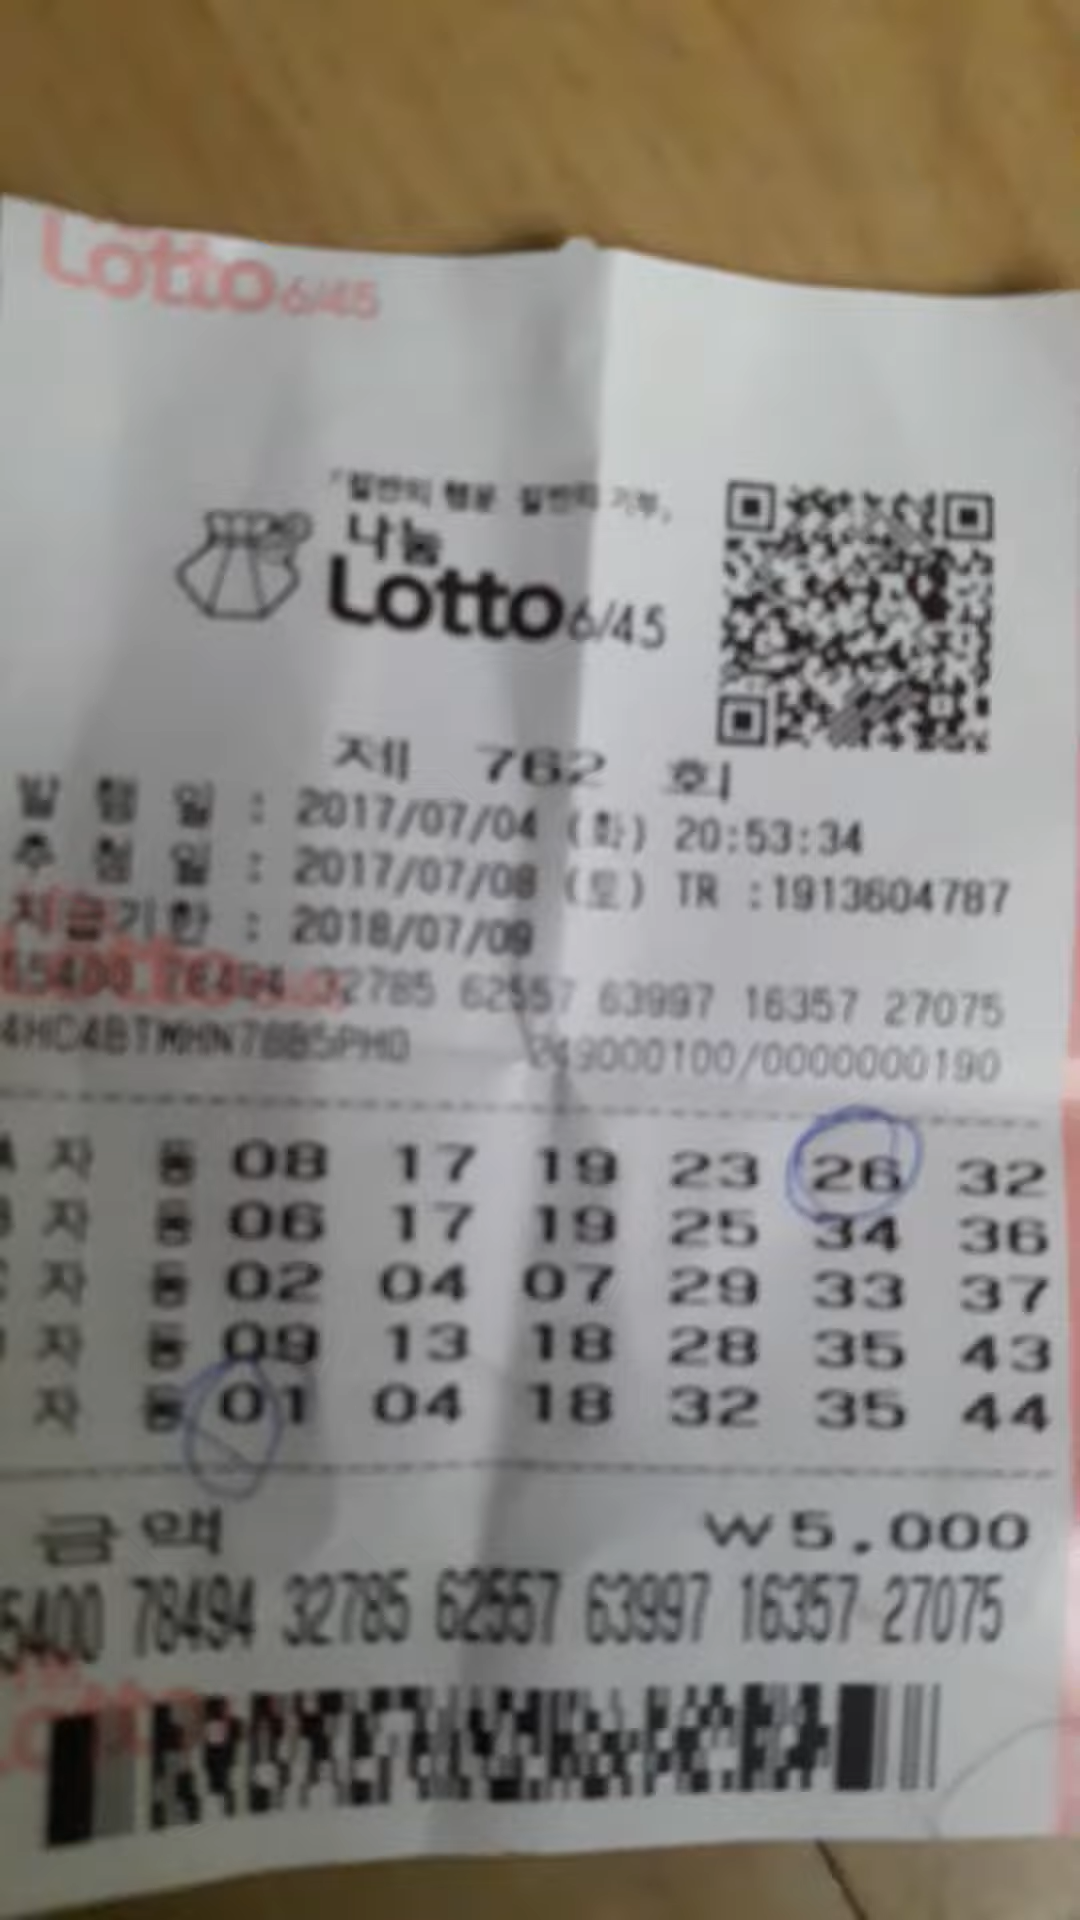 Lotto 6/45
「절반의 행운 절반의 기부」
나눔
Lotto 6/45
제 762 회
발 행 일 : 2017/07/04 (화) 20:53:34
추 첨 일 : 2017/07/08 (토) TR :1913604787
지급기한 : 2018/07/09
32785 62557 63997 16357 27075
/0000000190
A 자 동 08 17 19 23 26 32
자 동 06 17 19 25 34 36
자 동 02 04 07 29 33 37
자 동 09 13 18 28 35 43
자 동 01 04 18 32 35 44
금액 ₩5,000
5400 78494 32785 62557 63997 16357 27075